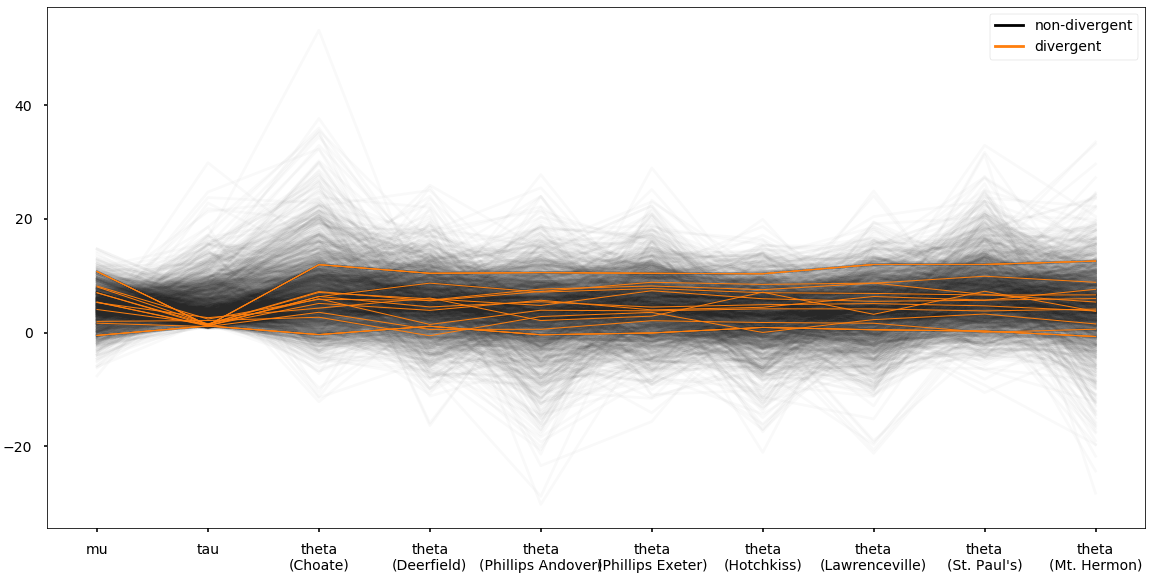 non-divergent
divergent
40
20
0
−20
mu
tau
theta
(Choate)
theta
(Deerfield)
theta
(Phillips Andover)
theta
(Phillips Exeter)
theta
(Hotchkiss)
theta
(Lawrenceville)
theta
(St. Paul's)
theta
(Mt. Hermon)